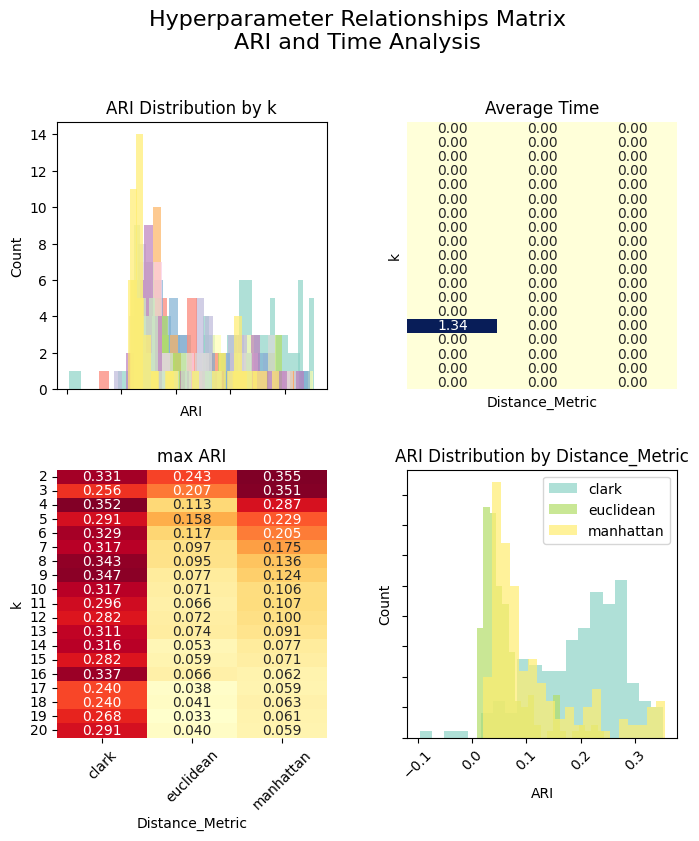 Hyperparameter Relationships Matrix
ARI and Time Analysis
ARI Distribution by k
14
12
10
8
6
4
2
0
Count
ARI
Average Time
0.00 0.00 0.00
0.00 0.00 0.00
0.00 0.00 0.00
0.00 0.00 0.00
0.00 0.00 0.00
0.00 0.00 0.00
0.00 0.00 0.00
0.00 0.00 0.00
0.00 0.00 0.00
0.00 0.00 0.00
0.00 0.00 0.00
0.00 0.00 0.00
0.00 0.00 0.00
0.00 0.00 0.00
1.34 0.00 0.00
0.00 0.00 0.00
0.00 0.00 0.00
0.00 0.00 0.00
0.00 0.00 0.00
k
Distance_Metric
max ARI
2 0.331 0.243 0.355
3 0.256 0.207 0.351
4 0.352 0.113 0.287
5 0.291 0.158 0.229
6 0.329 0.117 0.205
7 0.317 0.097 0.175
8 0.343 0.095 0.136
9 0.347 0.077 0.124
10 0.317 0.071 0.106
11 0.296 0.066 0.107
12 0.282 0.072 0.100
13 0.311 0.074 0.091
14 0.316 0.053 0.077
15 0.282 0.059 0.071
16 0.337 0.066 0.062
17 0.240 0.038 0.059
18 0.240 0.041 0.063
19 0.268 0.033 0.061
20 0.291 0.040 0.059
k
clark euclidean manhattan
Distance_Metric
ARI Distribution by Distance_Metric
clark
euclidean
manhattan
Count
−0.1 0.0 0.1 0.2 0.3
ARI